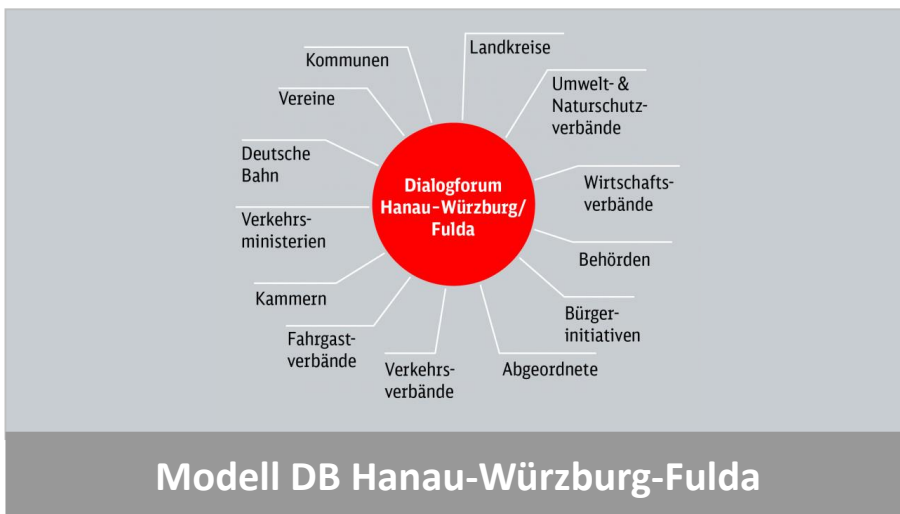 Landkreise
Kommunen
Umwelt- &
Naturschutz-
verbände
Vereine
Deutsche
Bahn
Dialogforum
Hanau-Würzburg/
Fulda
Wirtschafts-
verbände
Verkehrs-
ministerien
Behörden
Kammern
Bürger-
initiativen
Fahrgast-
verbände
Verkehrs-
verbände
Abgeordnete
Modell DB Hanau-Würzburg-Fulda